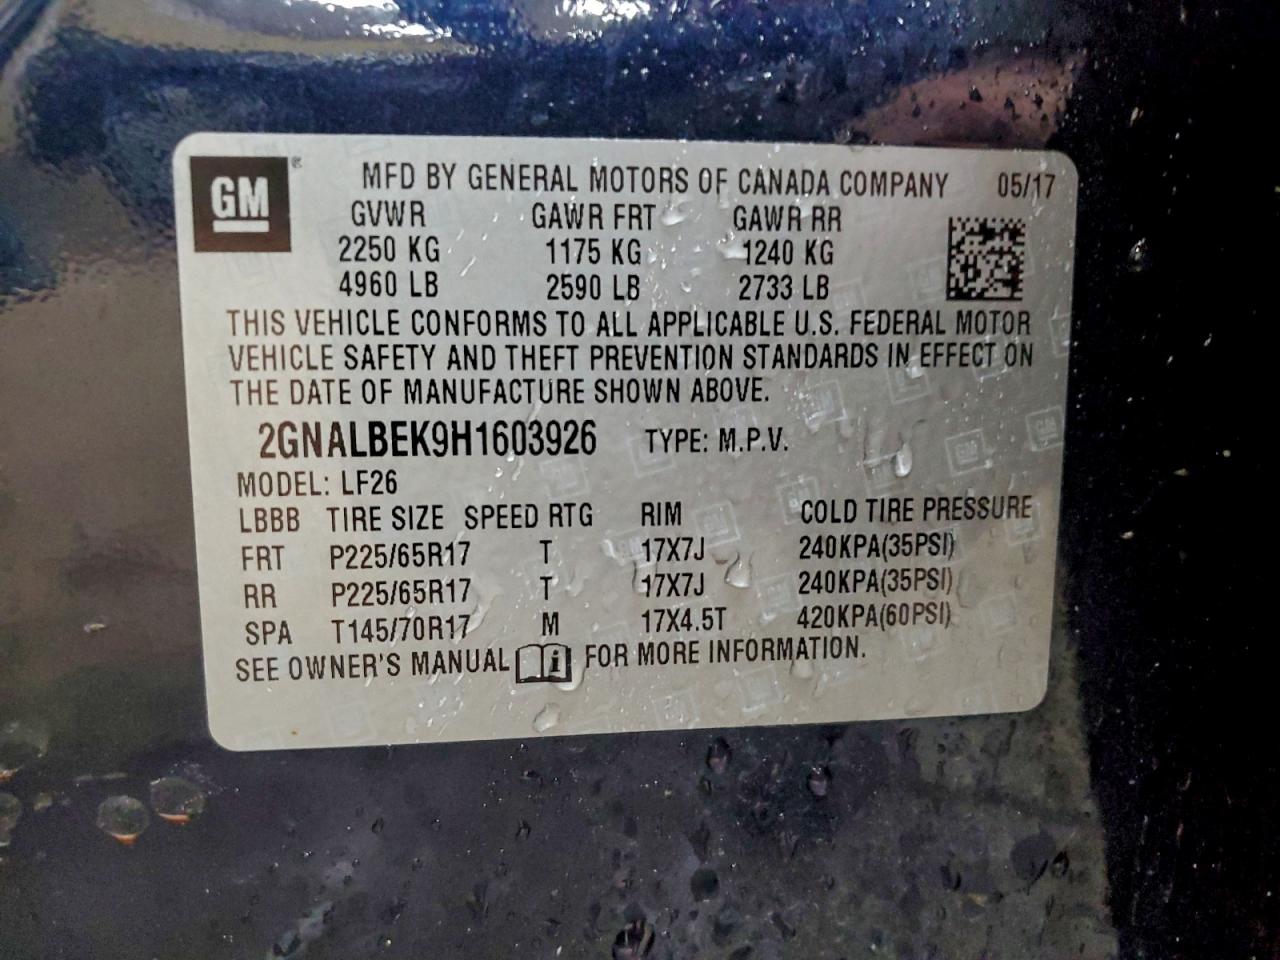 GM® MFD BY GENERAL MOTORS OF CANADA COMPANY 05/17
GVWR GAWR FRT GAWR RR
2250 KG 1175 KG 1240 KG
4960 LB 2590 LB 2733 LB
THIS VEHICLE CONFORMS TO ALL APPLICABLE U.S. FEDERAL MOTOR
VEHICLE SAFETY AND THEFT PREVENTION STANDARDS IN EFFECT ON
THE DATE OF MANUFACTURE SHOWN ABOVE.
2GNALBEK9H1603926 TYPE: M.P.V.
MODEL: LF26
LBBB TIRE SIZE SPEED RTG RIM COLD TIRE PRESSURE
FRT P225/65R17 T 17X7J 240KPA(35PSI)
RR P225/65R17 T 17X7J 240KPA(35PSI)
SPA T145/70R17 M 17X4.5T 420KPA(60PSI)
SEE OWNER'S MANUAL i FOR MORE INFORMATION.